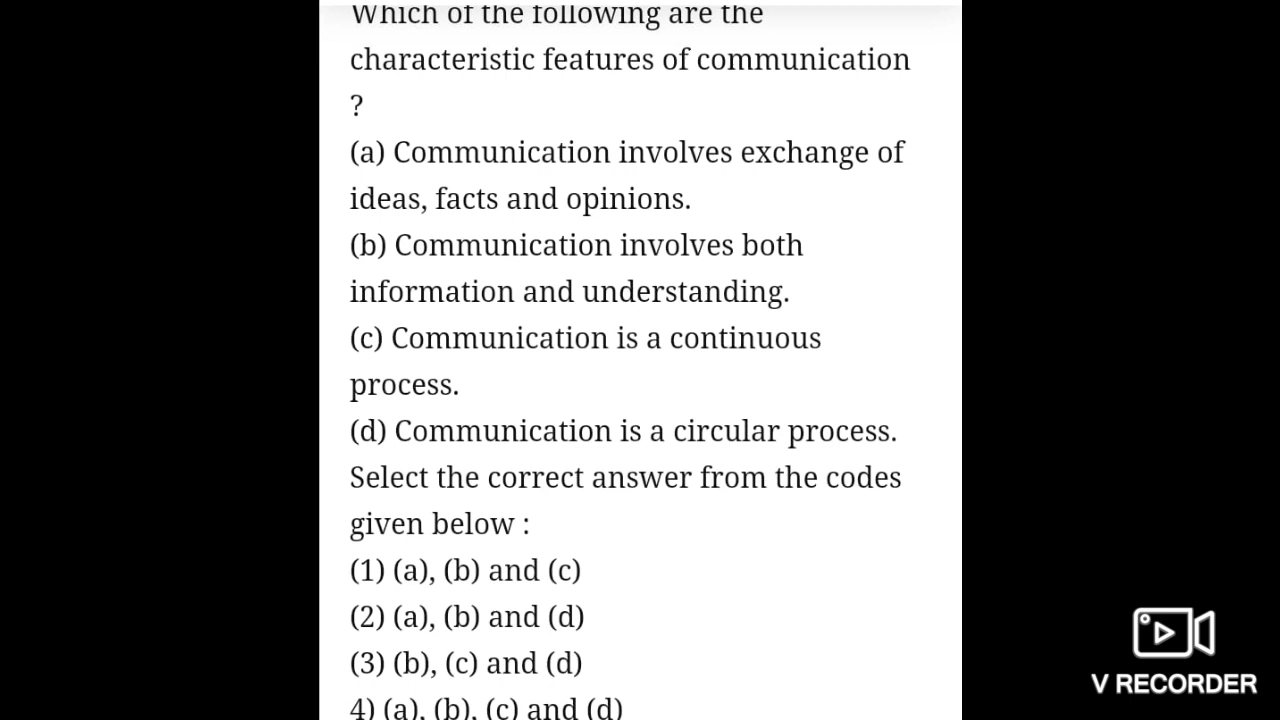 Which of the following are the
characteristic features of communication
?
(a) Communication involves exchange of
ideas, facts and opinions.
(b) Communication involves both
information and understanding.
(c) Communication is a continuous
process.
(d) Communication is a circular process.
Select the correct answer from the codes
given below :
(1) (a), (b) and (c)
(2) (a), (b) and (d)
(3) (b), (c) and (d)
4) (a), (b), (c) and (d)
V RECORDER